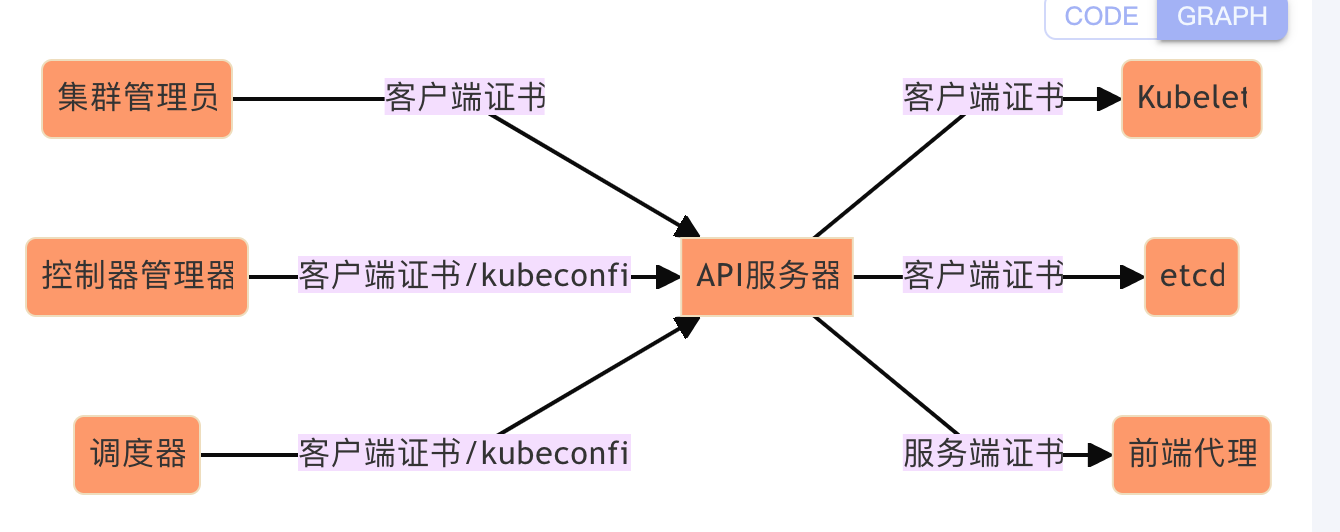 CODE
GRAPH
集群管理员
客户端证书
客户端证书
Kubelet
控制器管理器
客户端证书/kubeconfi
API服务器
客户端证书
etcd
调度器
客户端证书/kubeconfi
服务端证书
前端代理